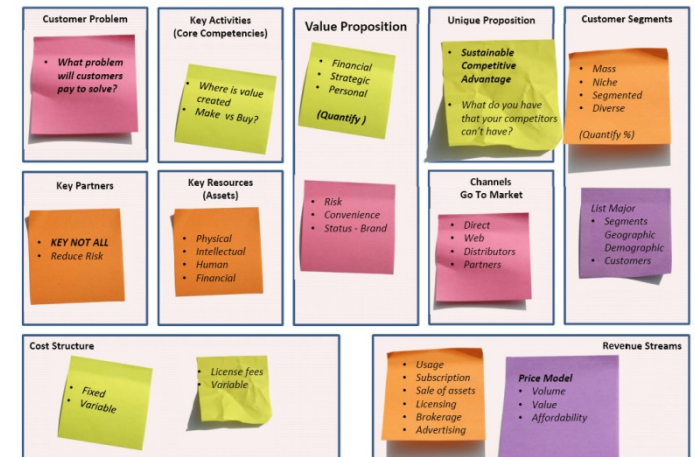 Customer Problem
What problem
will customers
pay to solve?
Key Activities
(Core Competencies)
Where is value
created
Make vs Buy?
Value Proposition
Financial
Strategic
Personal
(Quantify )
Risk
Convenience
Status - Brand
Unique Proposition
Sustainable
Competitive
Advantage
What do you have
that your competitors
can't have?
Customer Segments
Mass
Niche
Segmented
Diverse
(Quantify %)
List Major
Segments
Geographic
Demographic
Customers
Key Partners
KEY NOT ALL
Reduce Risk
Key Resources
(Assets)
Physical
Intellectual
Human
Financial
Channels
Go To Market
Direct
Web
Distributors
Partners
Cost Structure
Fixed
Variable
License fees
Variable
Revenue Streams
Usage
Subscription
Sale of assets
Licensing
Brokerage
Advertising
Price Model
Volume
Value
Affordability